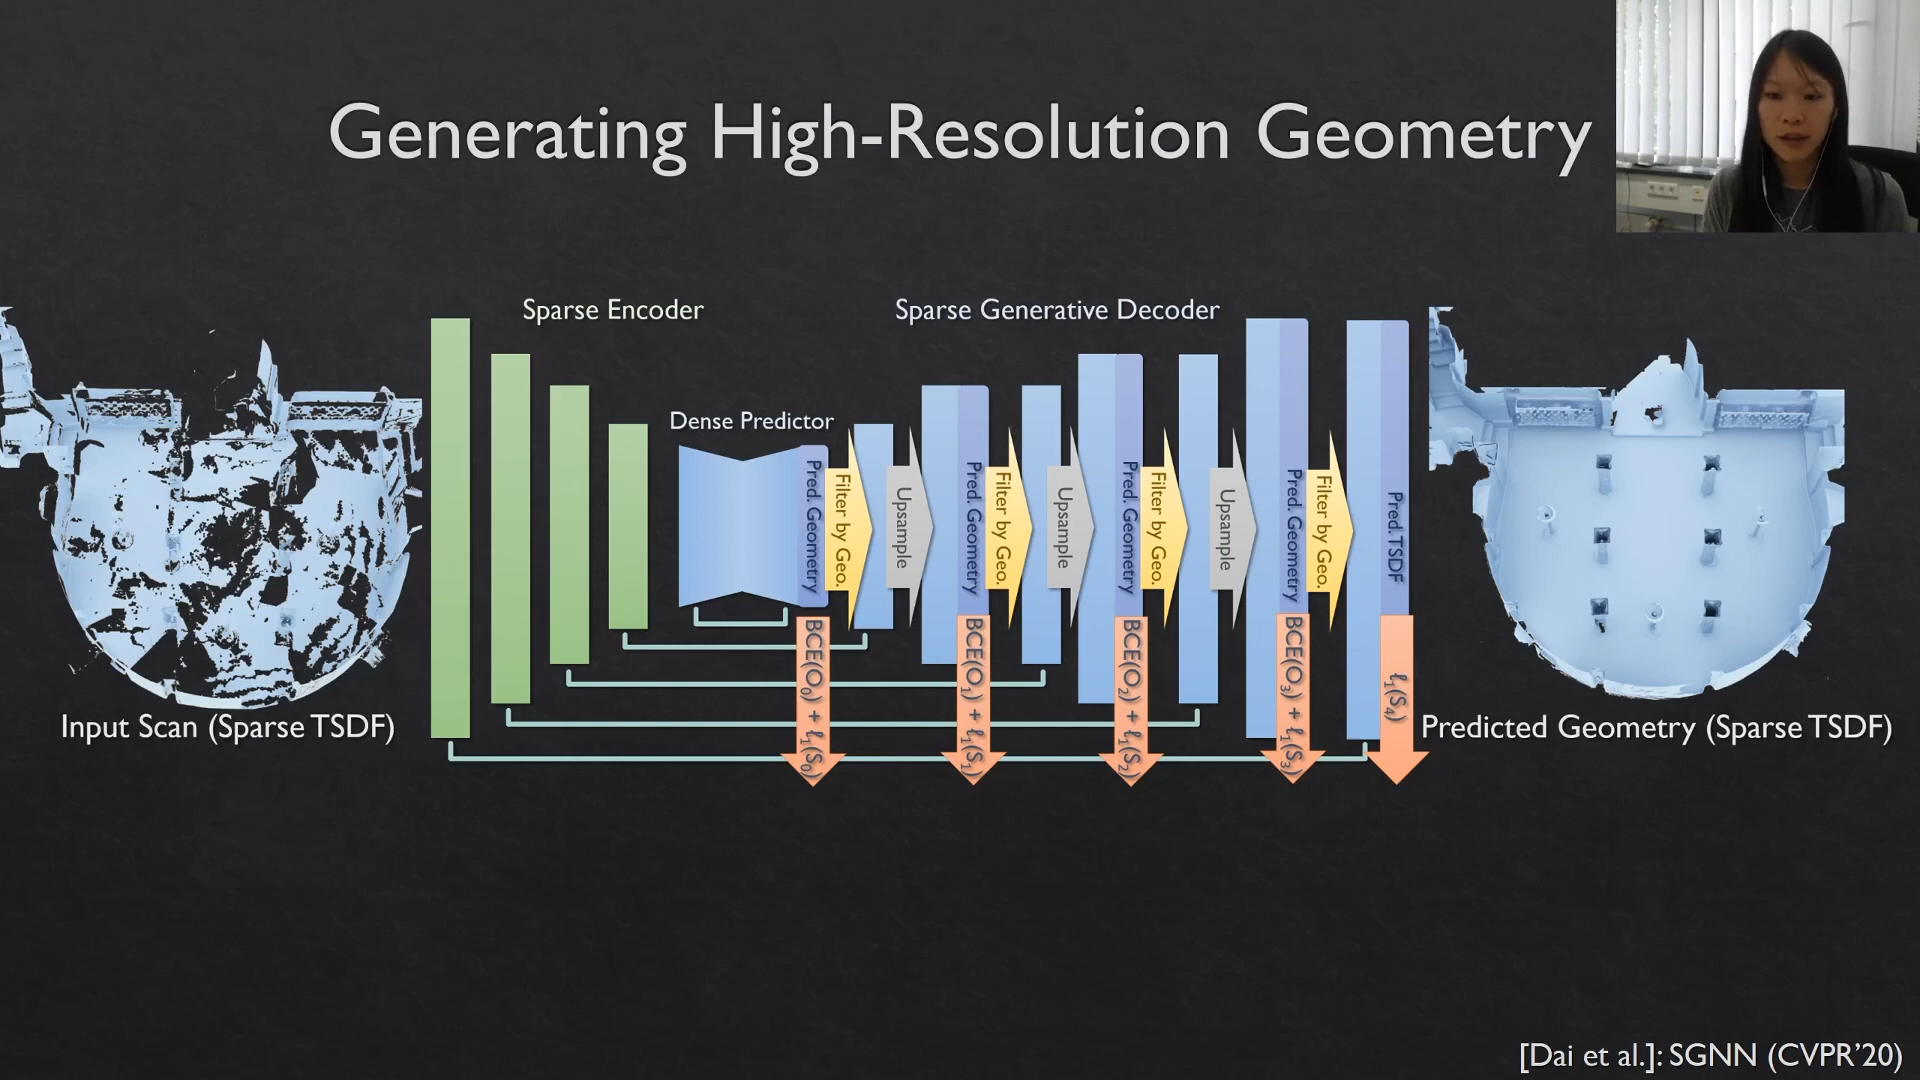 Generating High-Resolution Geometry
Sparse Encoder
Sparse Generative Decoder
Dense Predictor
Pred. Geometry
Filter by Geo.
Upsample
Pred. Geometry
Filter by Geo.
Upsample
Pred. Geometry
Filter by Geo.
Upsample
Pred. Geometry
Filter by Geo.
Pred. TSDF
BCE(O₀) + ℓ₁(S₀)
BCE(O₁) + ℓ₁(S₁)
BCE(O₂) + ℓ₁(S₂)
BCE(O₃) + ℓ₁(S₃)
ℓ₁(S₄)
Input Scan (Sparse TSDF)
Predicted Geometry (Sparse TSDF)
[Dai et al.]: SGNN (CVPR’20)